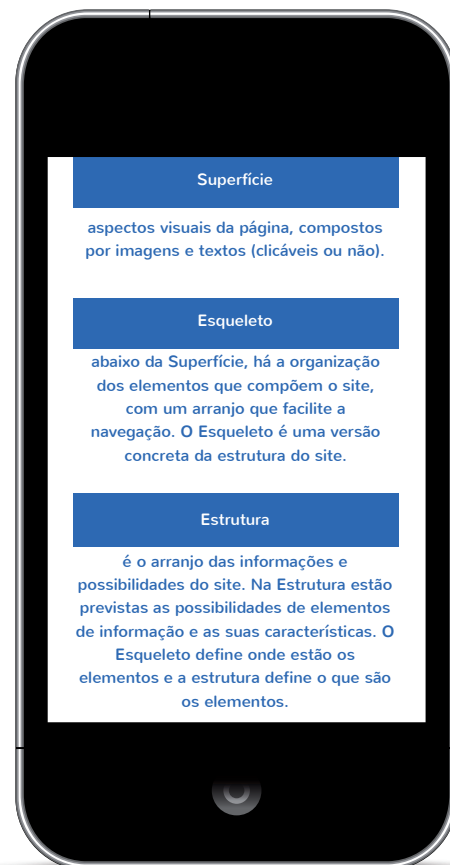 Superfície
aspectos visuais da página, compostos
por imagens e textos (clicáveis ou não).
Esqueleto
abaixo da Superfície, há a organização
dos elementos que compõem o site,
com um arranjo que facilite a
navegação. O Esqueleto é uma versão
concreta da estrutura do site.
Estrutura
é o arranjo das informações e
possibilidades do site. Na Estrutura estão
previstas as possibilidades de elementos
de informação e as suas características. O
Esqueleto define onde estão os
elementos e a estrutura define o que são
os elementos.